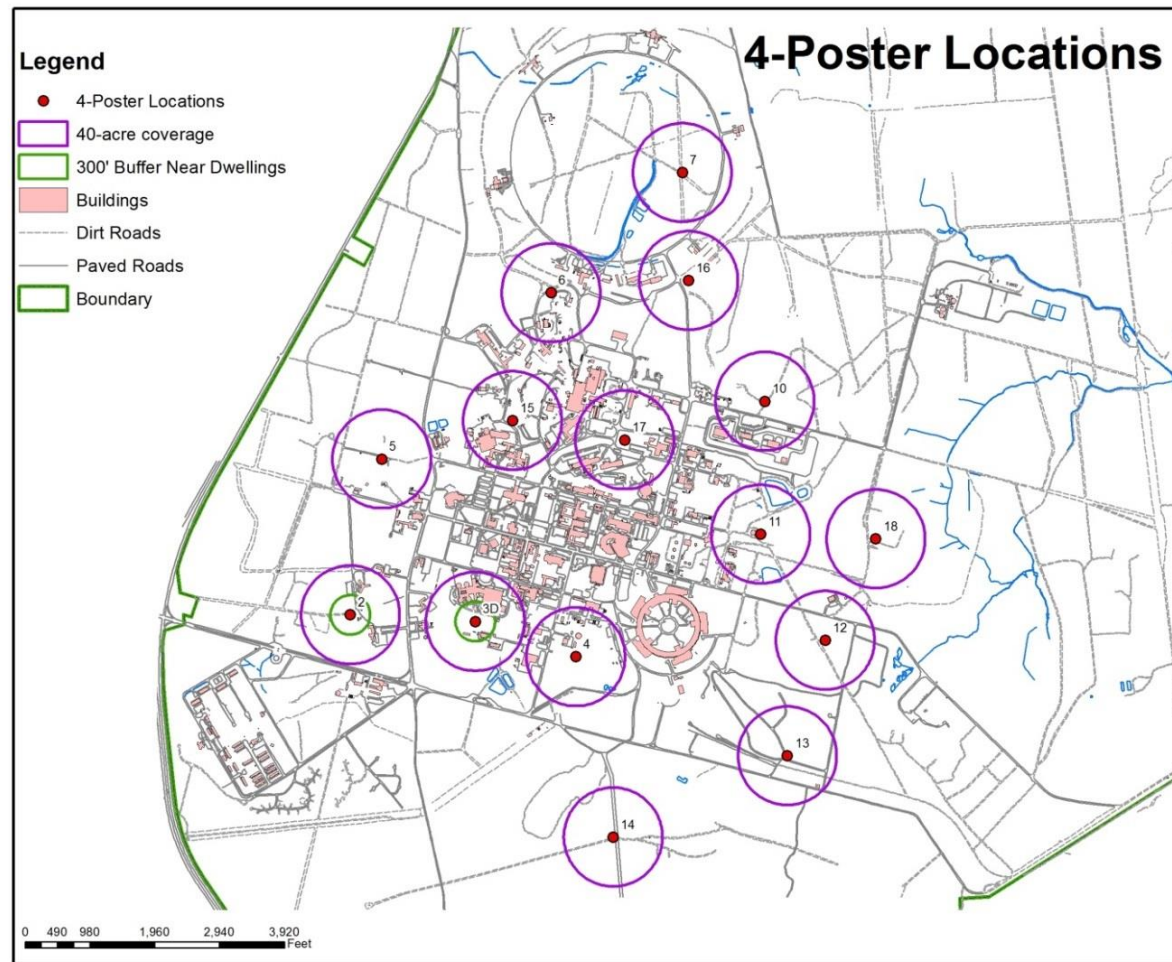 4-Poster Locations
Legend
4-Poster Locations
40-acre coverage
300' Buffer Near Dwellings
Buildings
Dirt Roads
Paved Roads
Boundary
7
16
6
10
15
17
5
11
18
2
3D
4
12
13
14
0 490 980 1,960 2,940 3,920
Feet